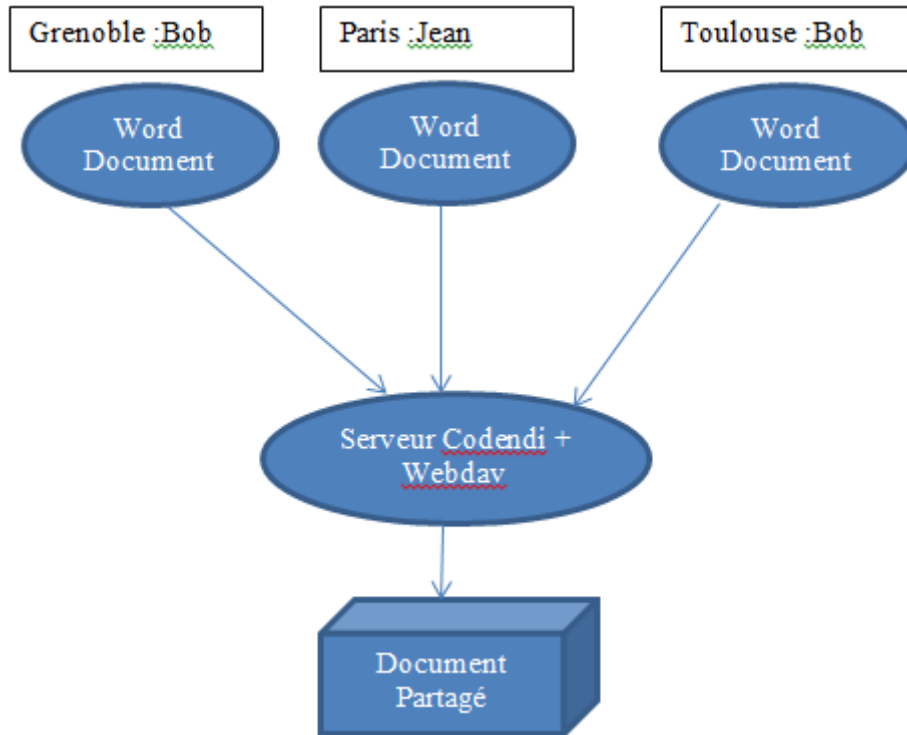 Grenoble :Bob
Paris :Jean
Toulouse :Bob
Word
Document
Word
Document
Word
Document
Serveur Codendi +
Webdav
Document
Partagé